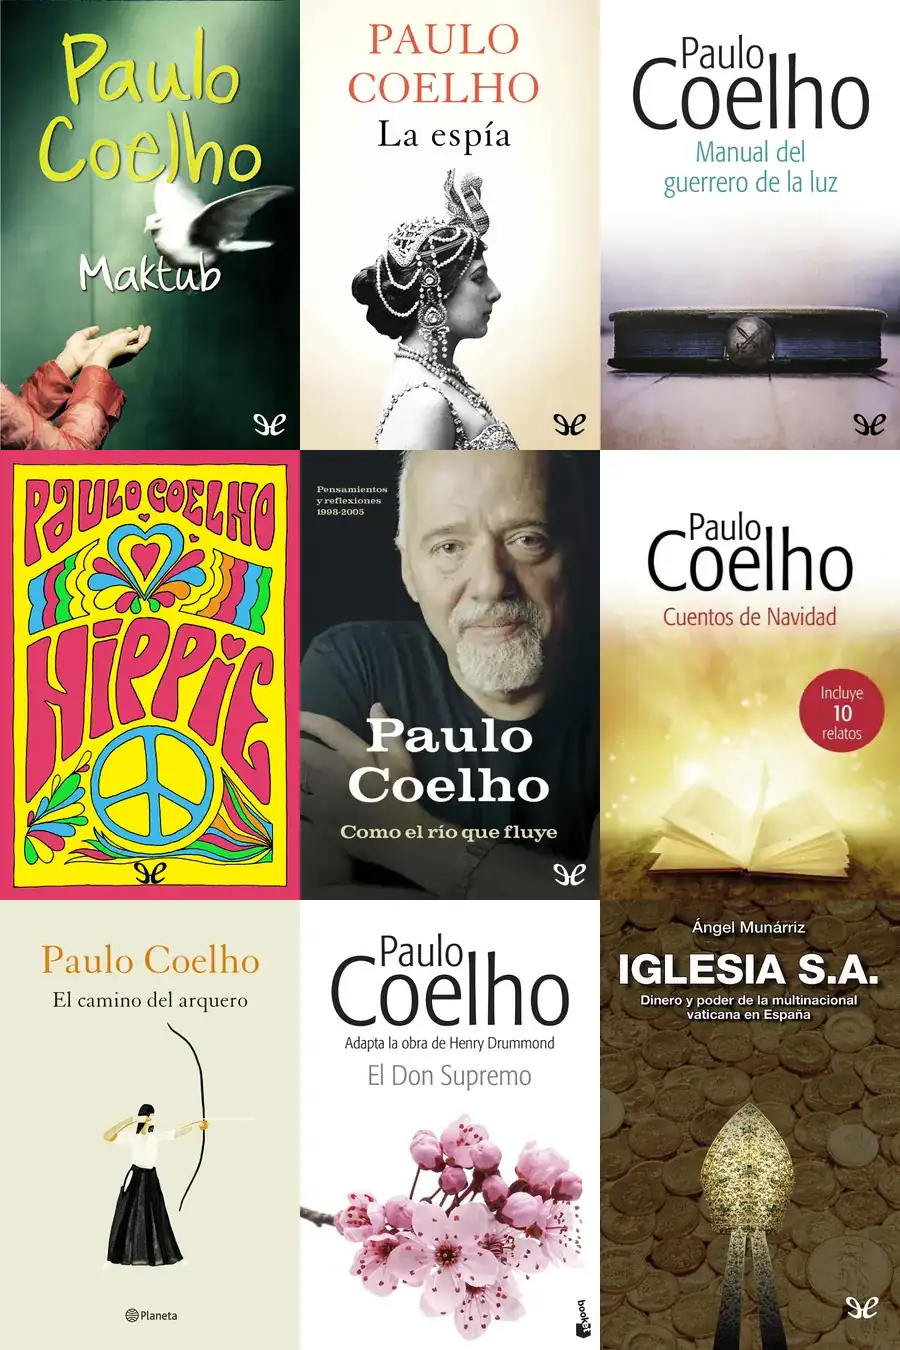 Paulo
Coelho
Maktub
PAULO
COELHO
La espía
Paulo
Coelho
Manual del
guerrero de la luz
PAULO COELHO
HIPPIE
Pensamientos
y reflexiones
1998-2005
Paulo
Coelho
Como el río que fluye
Paulo
Coelho
Cuentos de Navidad
Incluye
10
relatos
Paulo Coelho
El camino del arquero
Planeta
Paulo
Coelho
Adapta la obra de Henry Drummond
El Don Supremo
booket
Ángel Munárriz
IGLESIA S.A.
Dinero y poder de la multinacional
vaticana en España